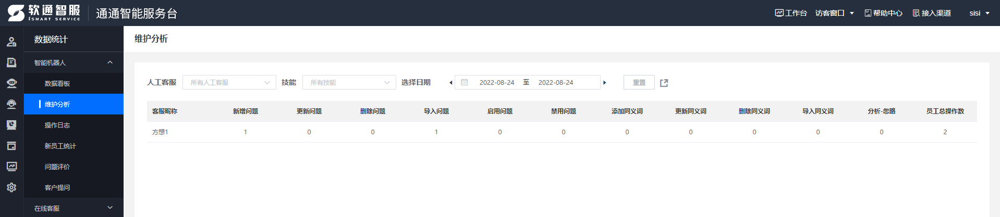 软通智服
iSMART SERVICE
通通智能服务台
工作台 访客窗口 帮助中心 接入渠道 sisi
数据统计
智能机器人
数据看板
维护分析
操作日志
新员工统计
问题评价
客户提问
在线客服
维护分析
人工客服 所有人工客服 技能 所有技能 选择日期 2022-08-24 至 2022-08-24 重置
客服昵称 新增问题 更新问题 删除问题 导入问题 启用问题 禁用问题 添加同义词 更新同义词 删除同义词 导入同义词 分析-忽略 员工总操作数
方想1 1 0 0 1 0 0 0 0 0 0 0 2